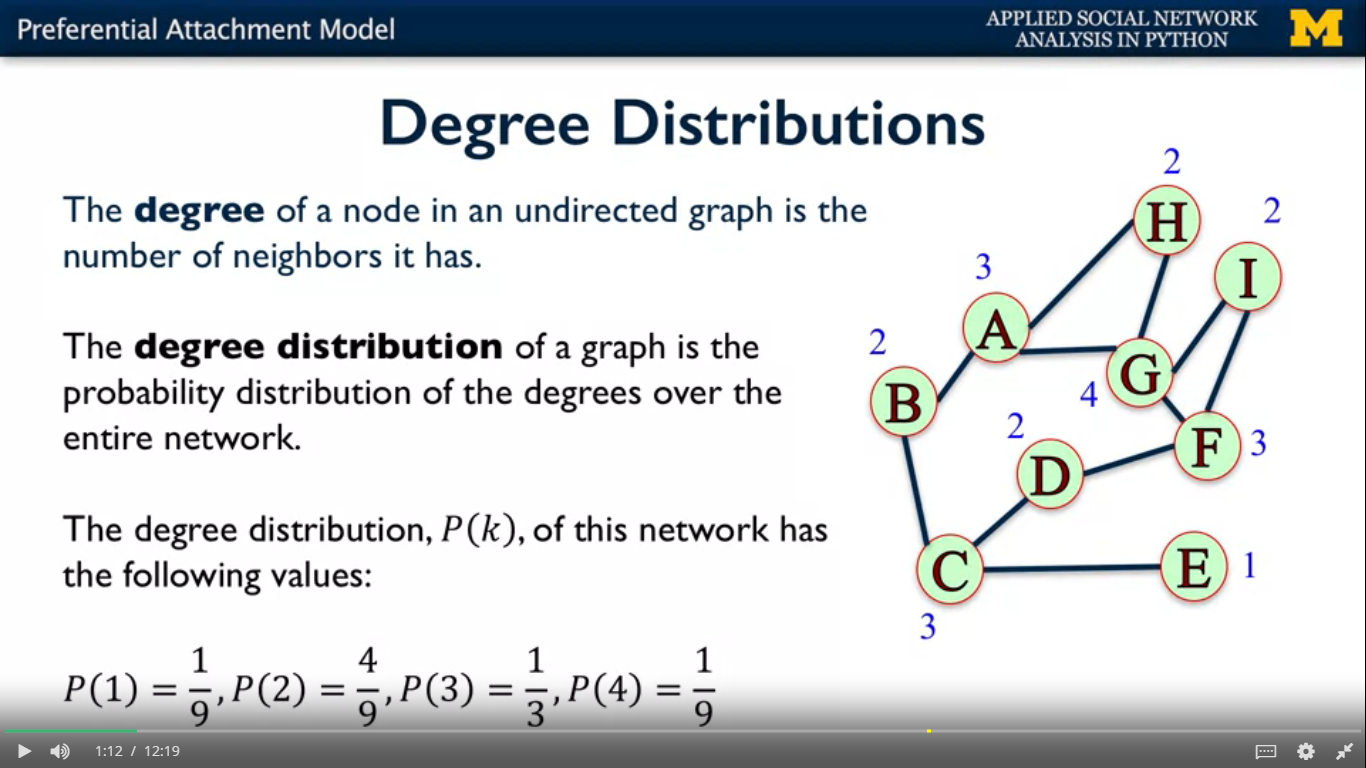 Preferential Attachment Model
APPLIED SOCIAL NETWORK
ANALYSIS IN PYTHON
M
Degree Distributions
The degree of a node in an undirected graph is the
number of neighbors it has.
The degree distribution of a graph is the
probability distribution of the degrees over the
entire network.
The degree distribution, P(k), of this network has
the following values:
P(1) = 1/9, P(2) = 4/9, P(3) = 1/3, P(4) = 1/9
2
H
2
I
3
A
2
B
4
G
2
D
F
3
C
3
E
1
1:12 / 12:19